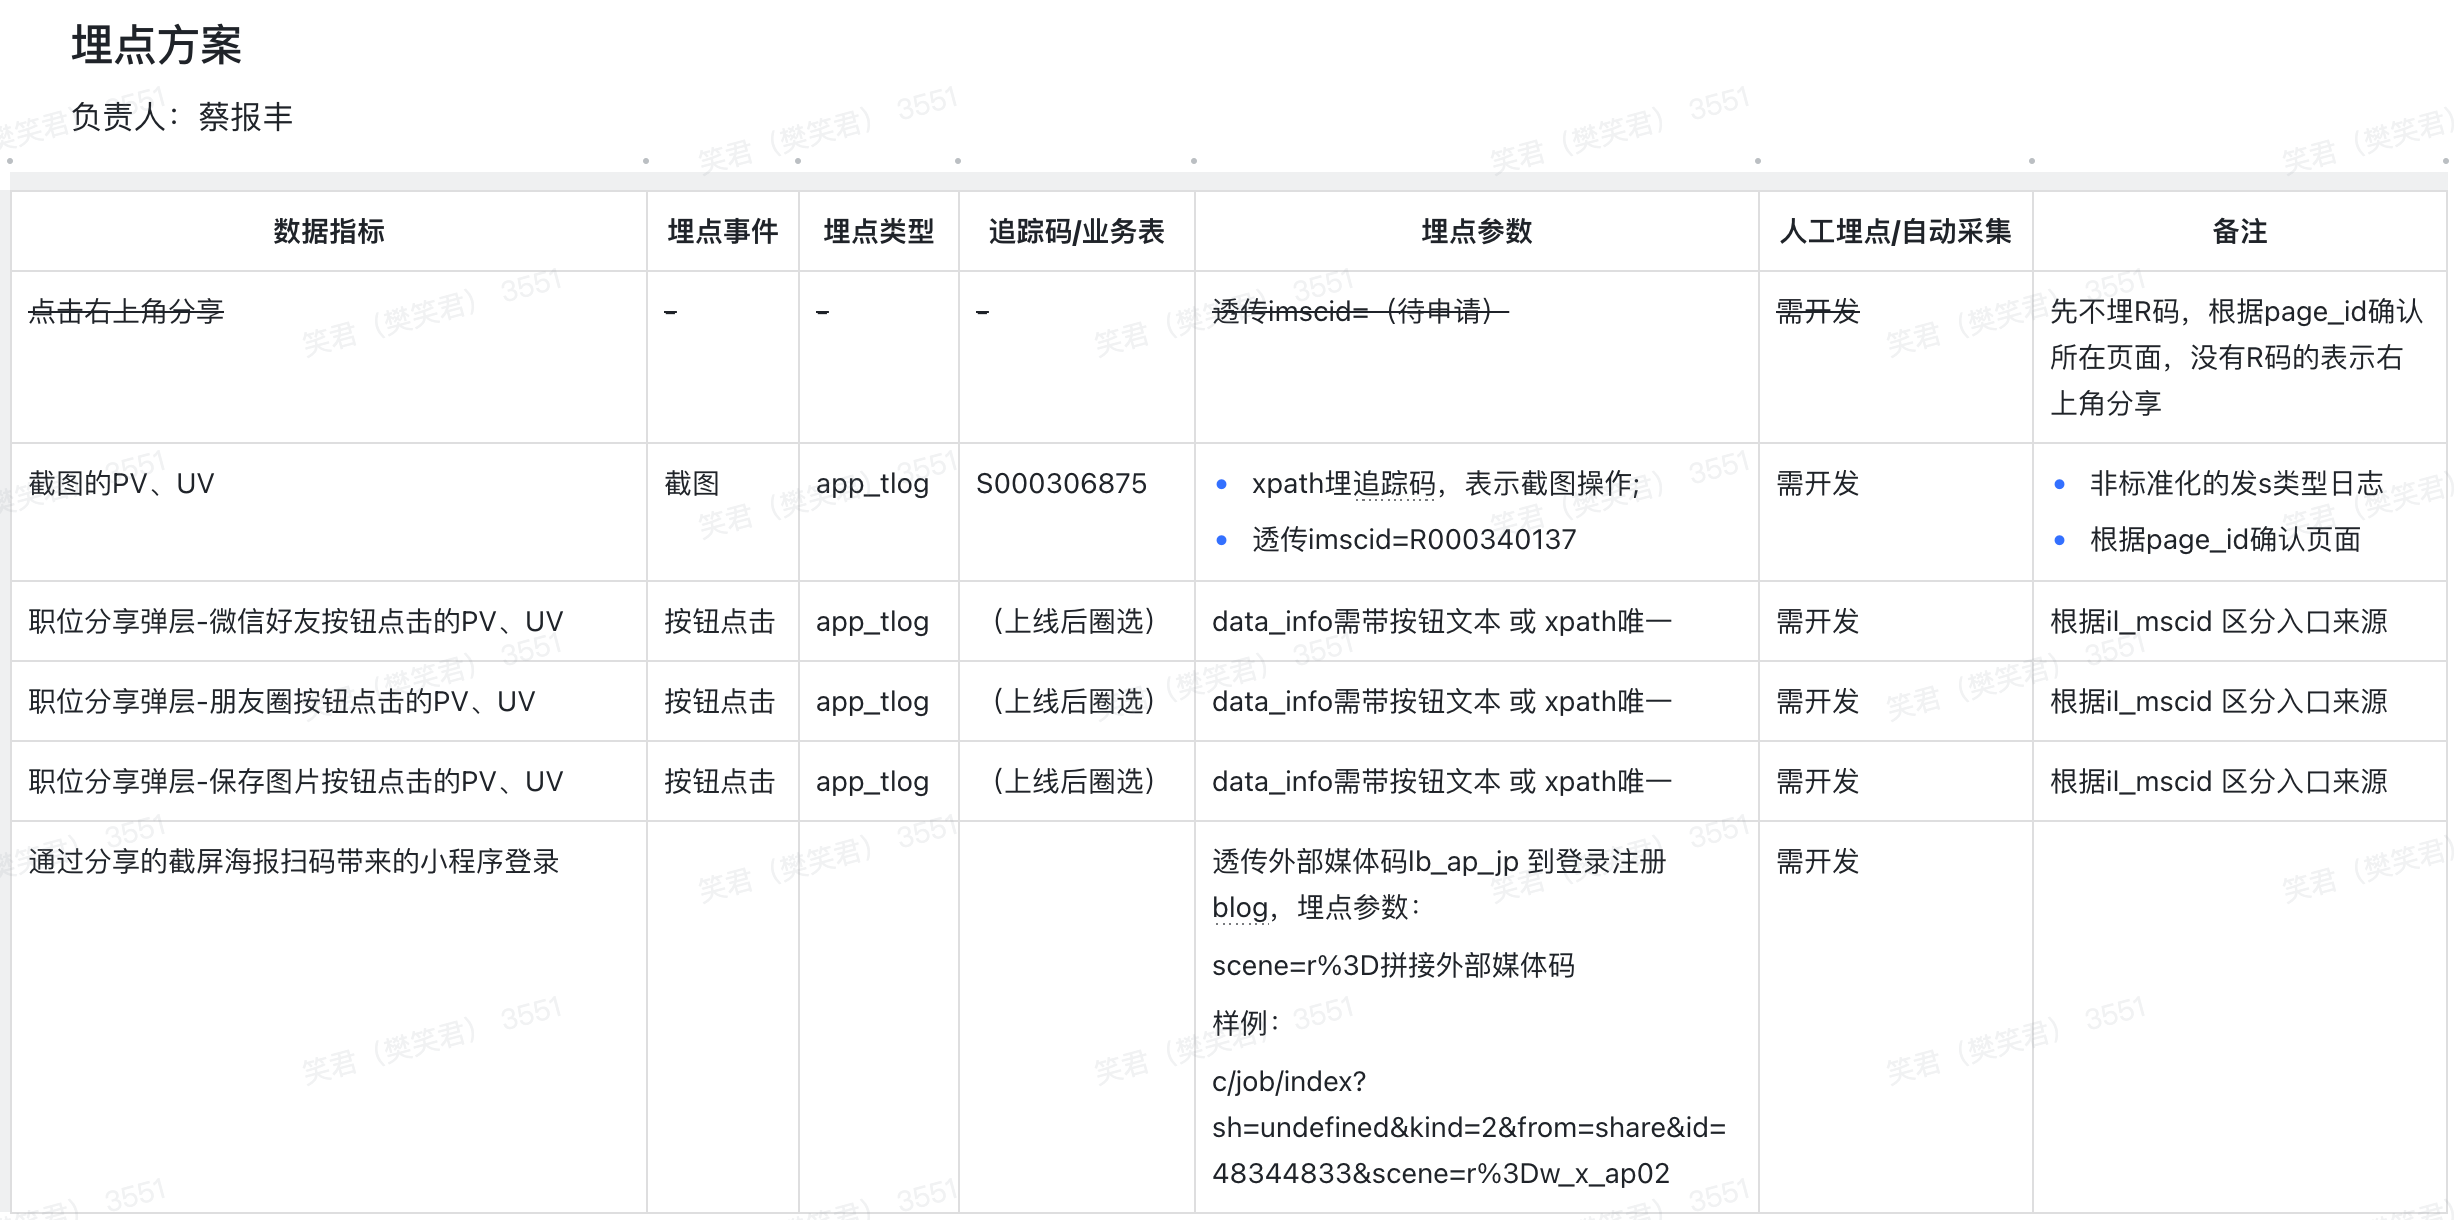 埋点方案
负责人：蔡报丰
数据指标
埋点事件
埋点类型
追踪码/业务表
埋点参数
人工埋点/自动采集
备注
点击右上角分享
-
-
-
透传imscid=（待申请）
需开发
先不埋R码，根据page_id确认
所在页面，没有R码的表示右
上角分享
截图的PV、UV
截图
app_tlog
S000306875
xpath埋追踪码，表示截图操作;
透传imscid=R000340137
需开发
非标准化的发s类型日志
根据page_id确认页面
职位分享弹层-微信好友按钮点击的PV、UV
按钮点击
app_tlog
（上线后圈选）
data_info需带按钮文本 或 xpath唯一
需开发
根据il_mscid 区分入口来源
职位分享弹层-朋友圈按钮点击的PV、UV
按钮点击
app_tlog
（上线后圈选）
data_info需带按钮文本 或 xpath唯一
需开发
根据il_mscid 区分入口来源
职位分享弹层-保存图片按钮点击的PV、UV
按钮点击
app_tlog
（上线后圈选）
data_info需带按钮文本 或 xpath唯一
需开发
根据il_mscid 区分入口来源
通过分享的截屏海报扫码带来的小程序登录
透传外部媒体码lb_ap_jp 到登录注册
blog，埋点参数：
scene=r%3D拼接外部媒体码
样例：
c/job/index?
sh=undefined&kind=2&from=share&id=
48344833&scene=r%3Dw_x_ap02
需开发
笑君（樊笑君） 3551